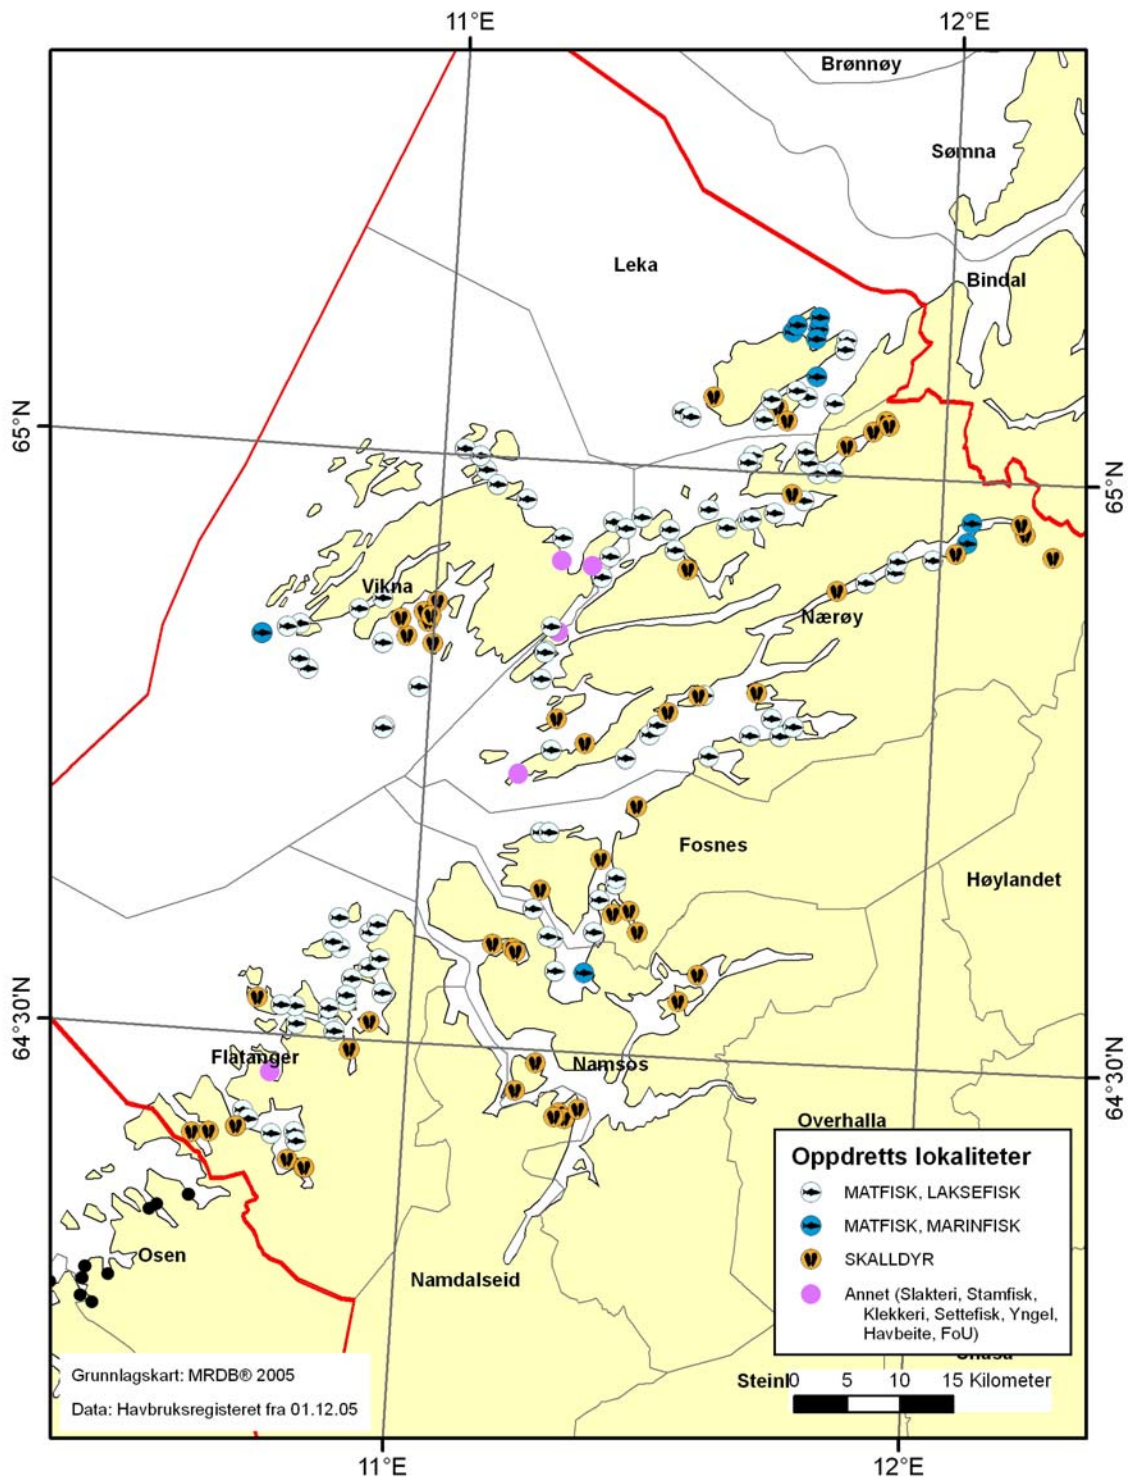 11°E
12°E
Brønnøy
Sømna
Leka
Bindal
65°N
65°N
Vikna
Nærøy
Fosnes
Høylandet
64°30'N
64°30'N
Flatanger
Namsos
Overhalla
Osen
Namdalseid
Oppdretts lokaliteter
MATFISK, LAKSEFISK
MATFISK, MARINFISK
SKALLDYR
Annet (Slakteri, Stamfisk,
Klekkeri, Settefisk, Yngel,
Havbeite, FoU)
Steinl
0 5 10 15 Kilometer
Grunnlagskart: MRDB® 2005
Data: Havbruksregisteret fra 01.12.05
11°E
12°E